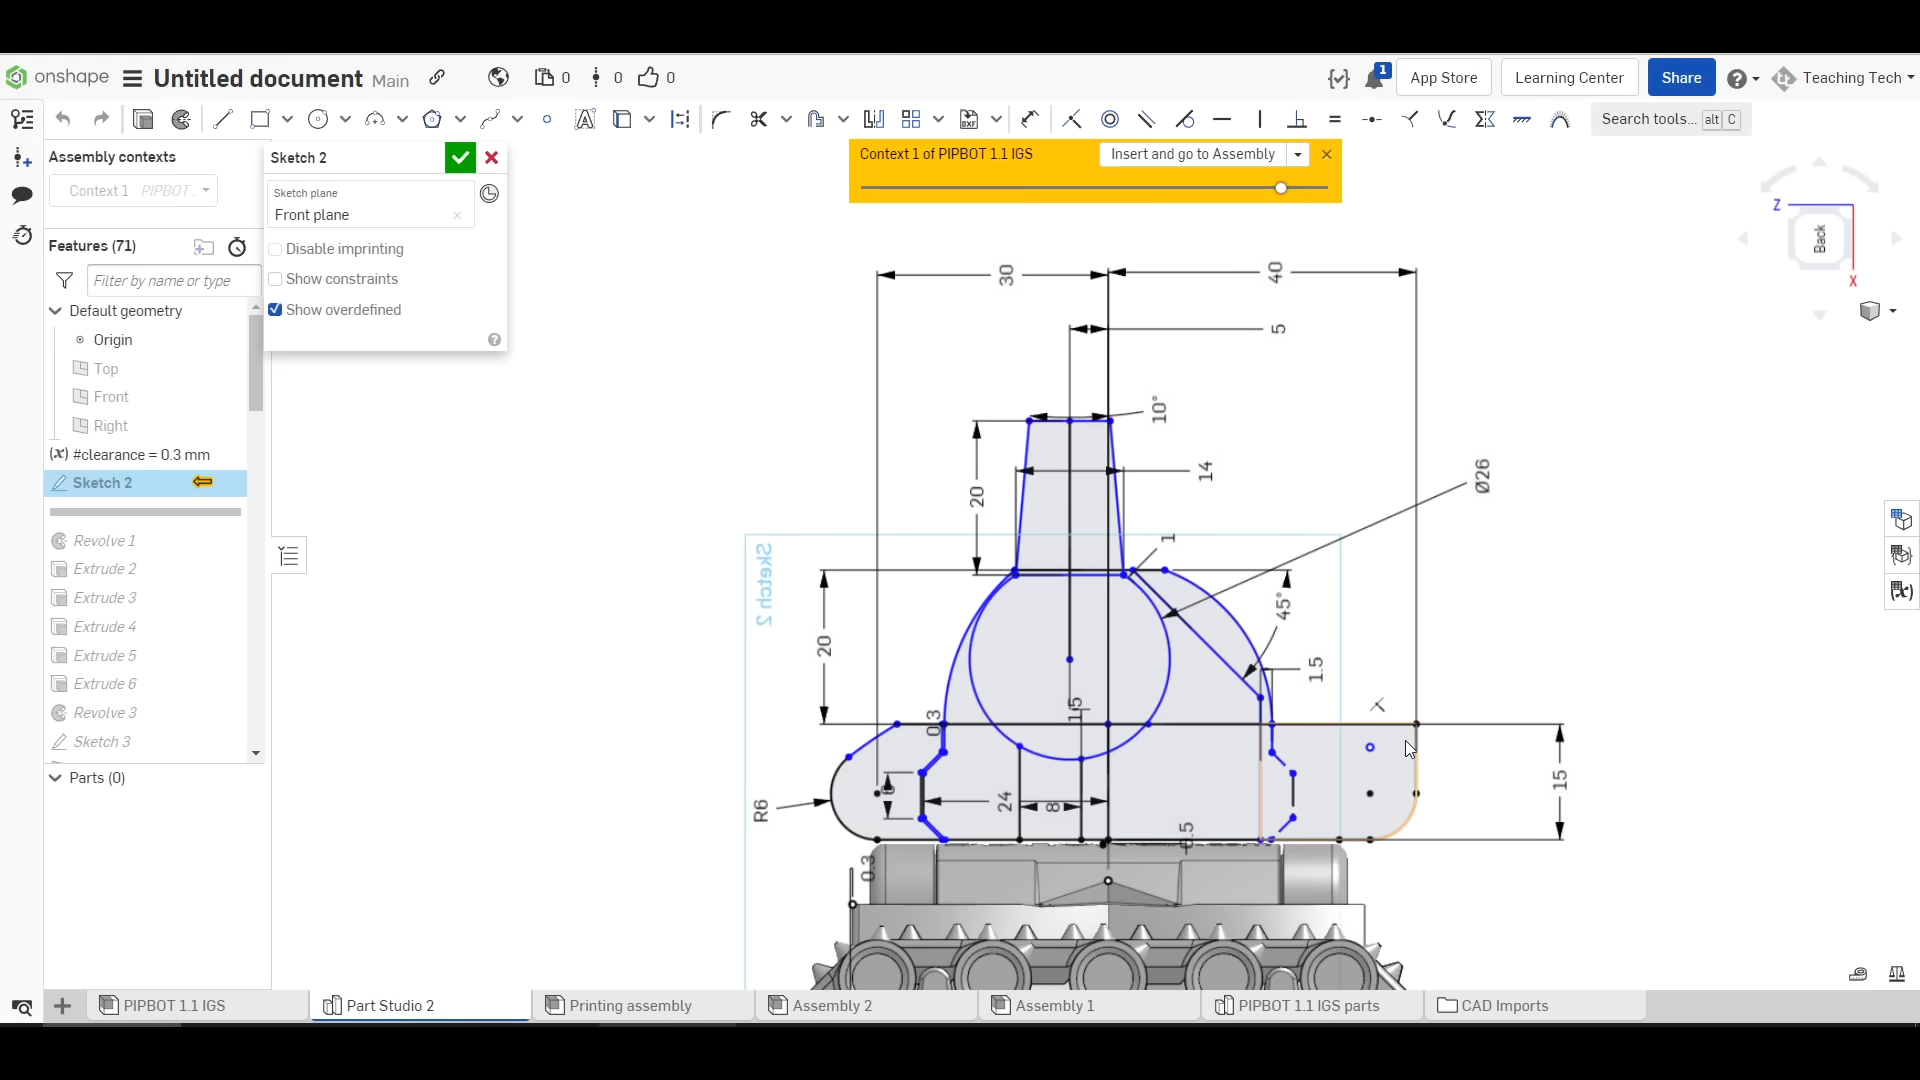 onshape Untitled document Main 0 0 0 1 App Store Learning Center Share Teaching Tech
Search tools... alt C
Assembly contexts
Context 1 PIPBOT .
Features (71)
Filter by name or type
Default geometry
Origin
Top
Front
Right
(x) #clearance = 0.3 mm
Sketch 2
Revolve 1
Extrude 2
Extrude 3
Extrude 4
Extrude 5
Extrude 6
Revolve 3
Sketch 3
Parts (0)
Sketch 2
Sketch plane
Front plane
Disable imprinting
Show constraints
Show overdefined
Context 1 of PIPBOT 1.1 IGS Insert and go to Assembly
Z
Back
X
30
40
5
10°
14
20
Ø26
1
Sketch 2
45°
20
1.5
1.5
0.3
6
24
8
15
R6
0.3
PIPBOT 1.1 IGS
Part Studio 2
Printing assembly
Assembly 2
Assembly 1
PIPBOT 1.1 IGS parts
CAD Imports